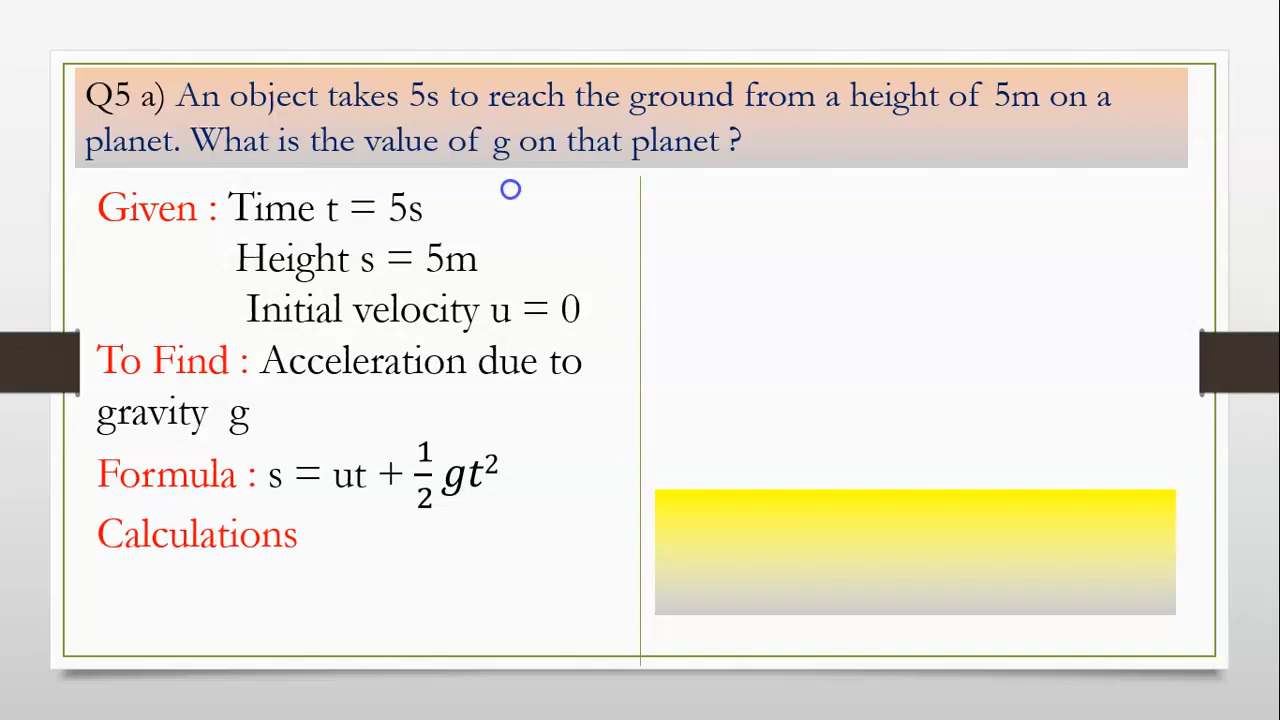 Q5 a) An object takes 5s to reach the ground from a height of 5m on a
planet. What is the value of g on that planet ?
Given : Time t = 5s
Height s = 5m
Initial velocity u = 0
To Find : Acceleration due to
gravity g
Formula : s = ut + 1/2 gt²
Calculations